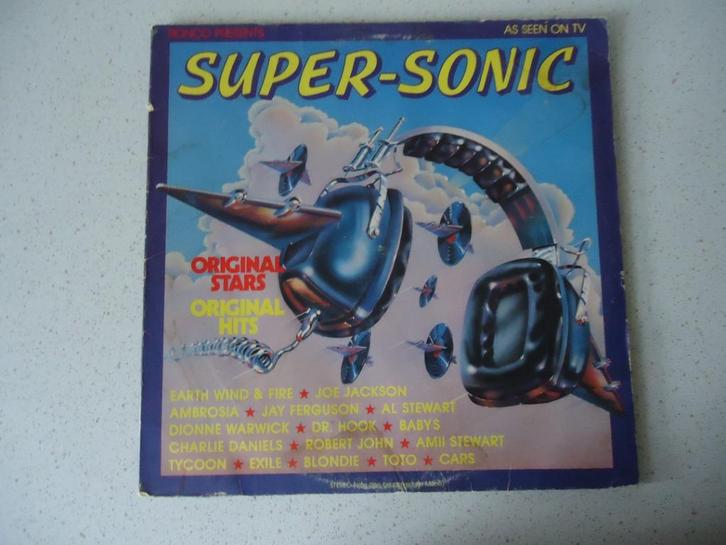 RONCO PRESENTS
AS SEEN ON TV
SUPER-SONIC
ORIGINAL
STARS
ORIGINAL
HITS
EARTH WIND & FIRE ★ JOE JACKSON
AMBROSIA ★ JAY FERGUSON ★ AL STEWART
DIONNE WARWICK ★ DR. HOOK ★ BABYS
CHARLIE DANIELS ★ ROBERT JOHN ★ AMII STEWART
TYCOON ★ EXILE ★ BLONDIE ★ TOTO ★ CARS
STEREO